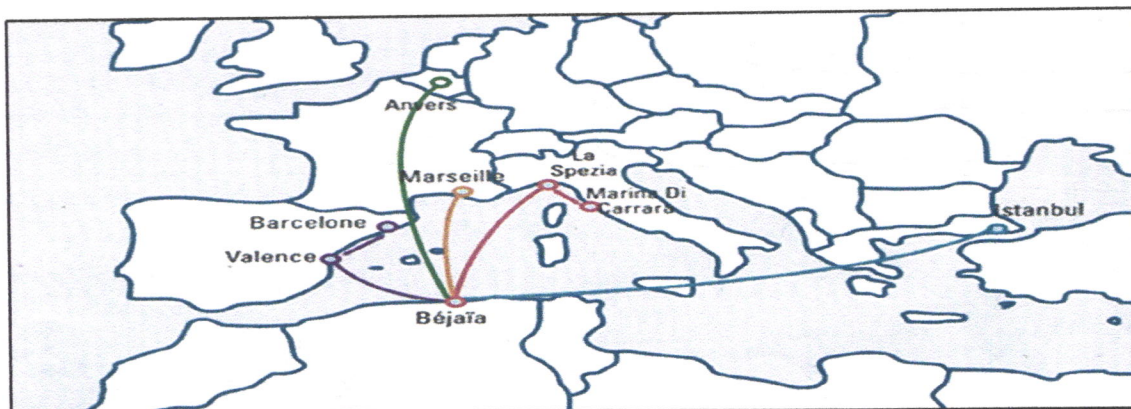 Anvers
Marseille
La
Spezia
Marina Di
Carrara
Barcelone
Istanbul
Valence
Béjaïa